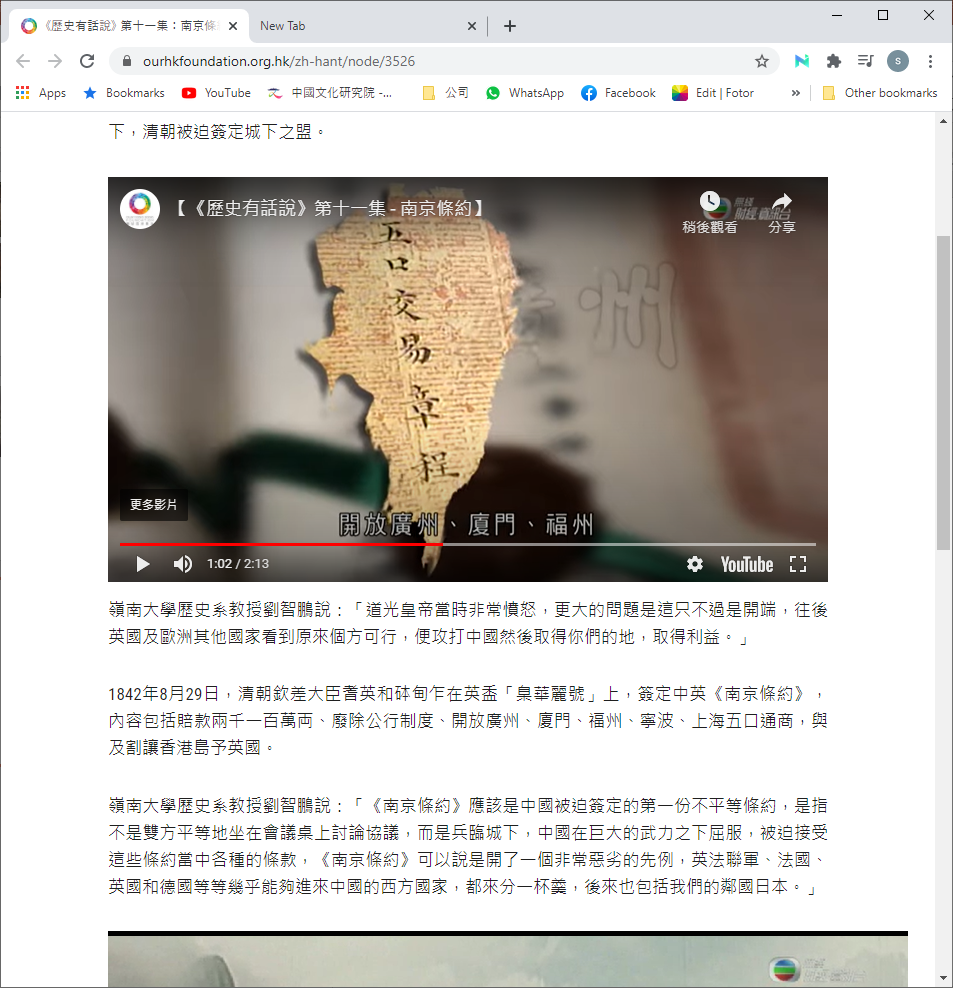 《歷史有話說》第十一集：南京條
New Tab
ourhkfoundation.org.hk/zh-hant/node/3526
S
Apps
Bookmarks
YouTube
中國文化研究院 -...
公司
WhatsApp
Facebook
Edit | Fotor
»
Other bookmarks
下，清朝被迫簽定城下之盟。
【《歷史有話說》第十一集 - 南京條約】
稍後觀看
分享
無綫
財經 資訊台
五口交易章程
州
更多影片
開放廣州、廈門、福州
1:02 / 2:13
YouTube
嶺南大學歷史系教授劉智鵬說：「道光皇帝當時非常憤怒，更大的問題是這只不過是開端，往後
英國及歐洲其他國家看到原來個方可行，便攻打中國然後取得你們的地，取得利益。」
1842年8月29日，清朝欽差大臣耆英和砵甸乍在英盉「臯華麗號」上，簽定中英《南京條約》，
內容包括賠款兩千一百萬両、廢除公行制度、開放廣州、廈門、福州、寧波、上海五口通商，與
及割讓香港島予英國。
嶺南大學歷史系教授劉智鵬說：「《南京條約》應該是中國被迫簽定的第一份不平等條約，是指
不是雙方平等地坐在會議桌上討論協議，而是兵臨城下，中國在巨大的武力之下屈服，被迫接受
這些條約當中各種的條款，《南京條約》可以說是開了一個非常惡劣的先例，英法聯軍、法國、
英國和德國等等幾乎能夠進來中國的西方國家，都來分一杯羹，後來也包括我們的鄰國日本。」